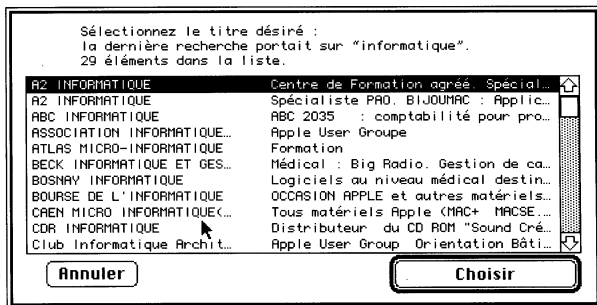 Sélectionnez le titre désiré :
la dernière recherche portait sur "informatique".
29 éléments dans la liste.
A2 INFORMATIQUE Centre de Formation agréé. Spécial...
A2 INFORMATIQUE Spécialiste PAO. BIJOUMAC : Applic...
ABC INFORMATIQUE ABC 2035 : comptabilité pour pro...
ASSOCIATION INFORMATIQUE... Apple User Groupe
ATLAS MICRO-INFORMATIQUE Formation
BECK INFORMATIQUE ET GES... Médical : Big Radio. Gestion de ca...
BOSNAY INFORMATIQUE Logiciels au niveau médical destin...
BOURSE DE L'INFORMATIQUE OCCASION APPLE et autres matériels...
CAEN MICRO INFORMATIQUE(... Tous matériels Apple (MAC+ MACSE....
CDR INFORMATIQUE Distributeur du CD ROM "Sound Cré...
Club Informatique Archit... Apple User Group Orientation Bâti...
Annuler Choisir